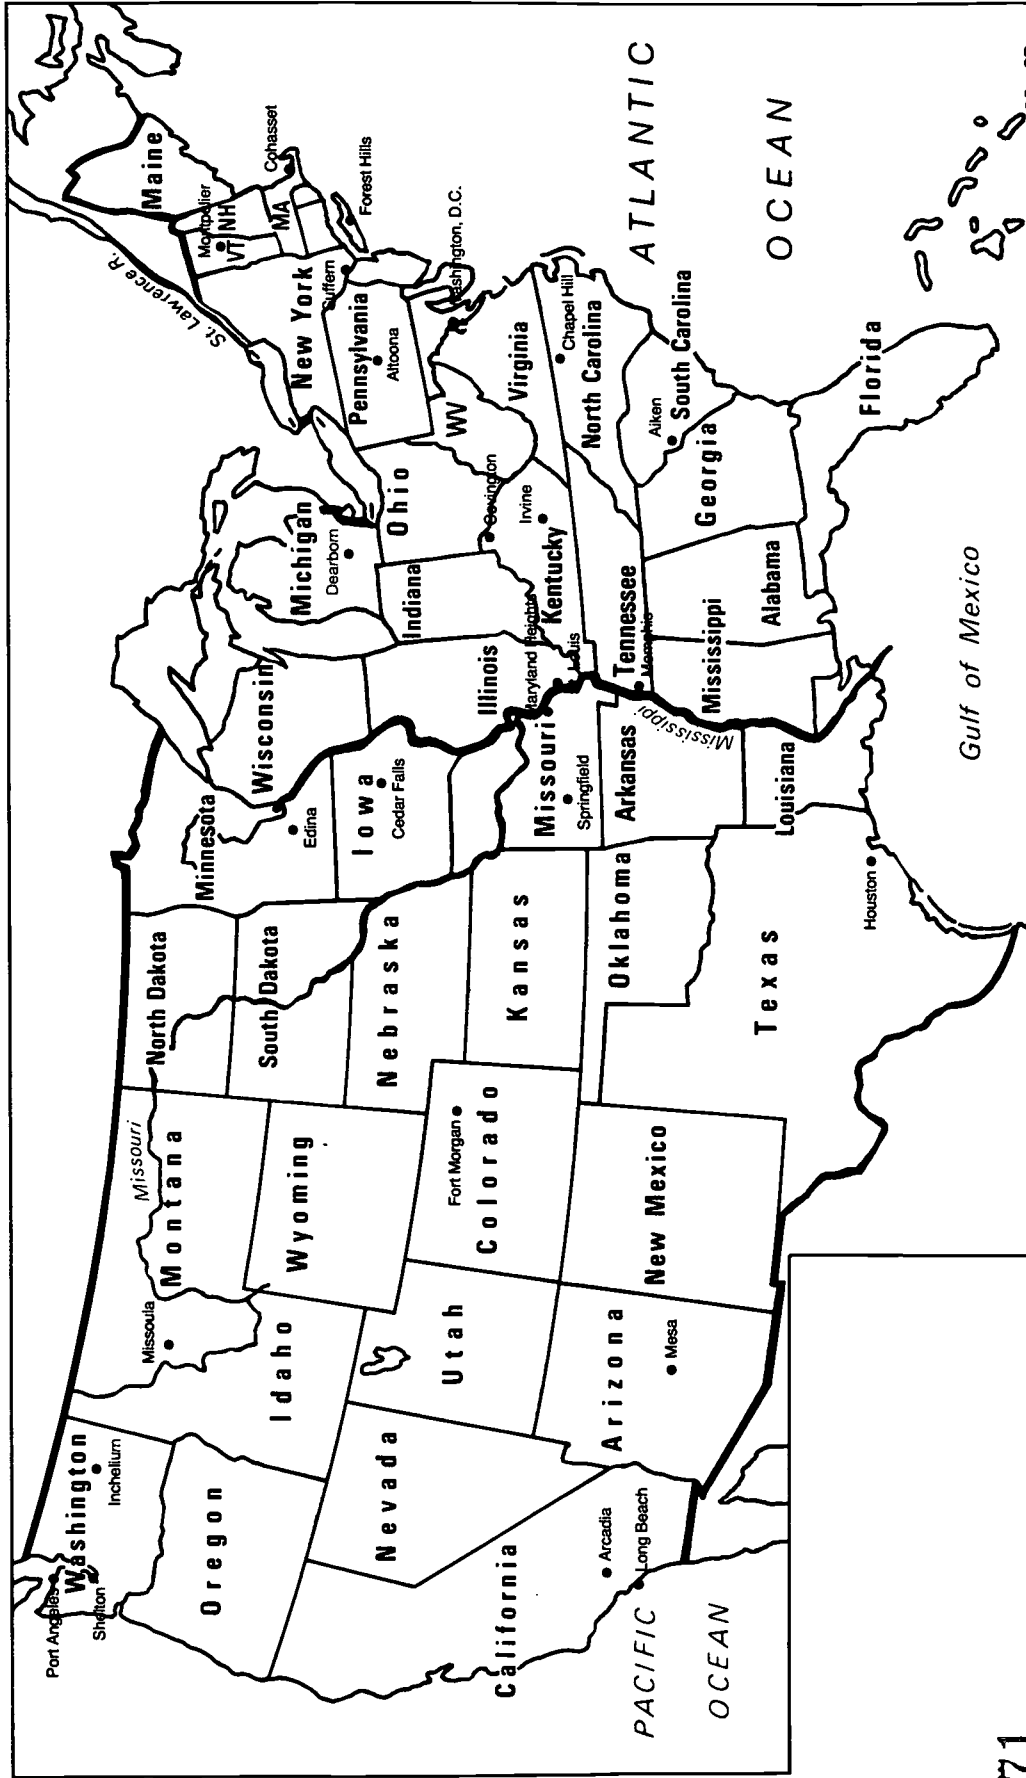 Port Angeles
Washington
Shelton
Inchelium
Oregon
California
Nevada
Arcadia
Long Beach
PACIFIC
OCEAN
Idaho
Missoula
Montana
Missouri
Wyoming
Utah
Arizona
Mesa
Colorado
Fort Morgan
New Mexico
North Dakota
South Dakota
Nebraska
Kansas
Oklahoma
Texas
Houston
Minnesota
Edina
Iowa
Cedar Falls
Missouri
Springfield
Arkansas
Louisiana
Wisconsin
Illinois
Maryland Heights
Louis
Mississippi
Michigan
Dearborn
Indiana
Ohio
Covington
Kentucky
Irvine
Tennessee
Memphis
Mississippi
Alabama
Georgia
Florida
Gulf of Mexico
St. Lawrence R.
Maine
Montpelier
VT
NH
MA
Cohasset
New York
Suffern
Forest Hills
Pennsylvania
Altoona
Washington, D.C.
WV
Virginia
Chapel Hill
North Carolina
South Carolina
Aiken
ATLANTIC
OCEAN
71